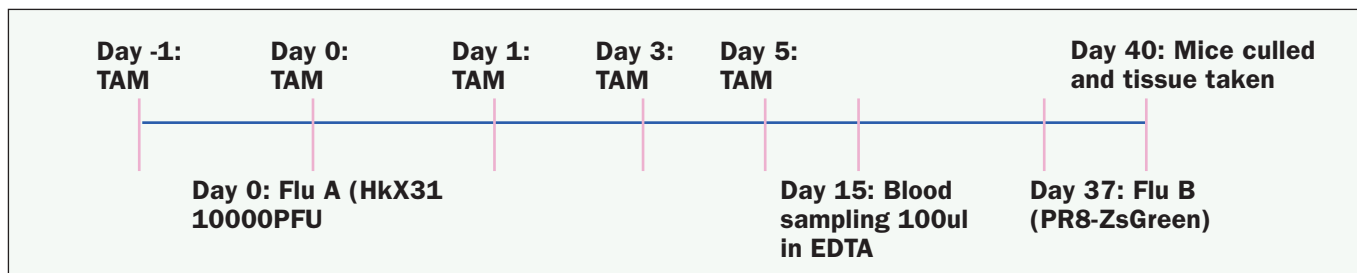 Day -1:
TAM
Day 0:
TAM
Day 1:
TAM
Day 3:
TAM
Day 5:
TAM
Day 40: Mice culled
and tissue taken
Day 0: Flu A (HkX31
10000PFU
Day 15: Blood
sampling 100ul
in EDTA
Day 37: Flu B
(PR8-ZsGreen)